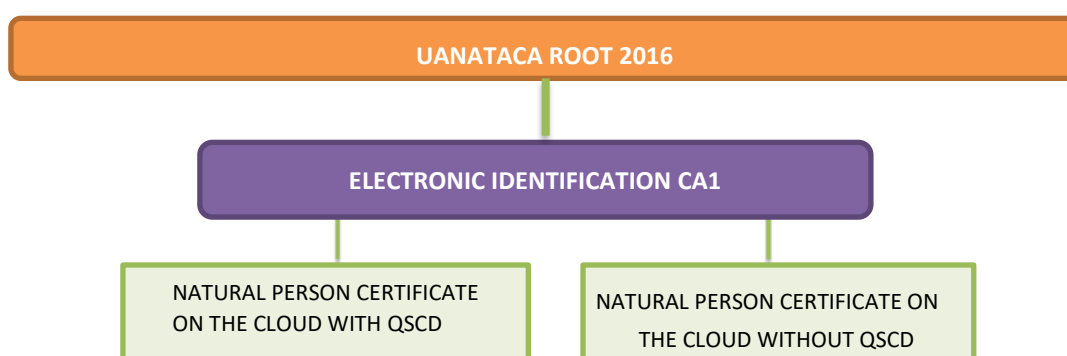 UANATACA ROOT 2016
ELECTRONIC IDENTIFICATION CA1
NATURAL PERSON CERTIFICATE
ON THE CLOUD WITH QSCD
NATURAL PERSON CERTIFICATE ON
THE CLOUD WITHOUT QSCD